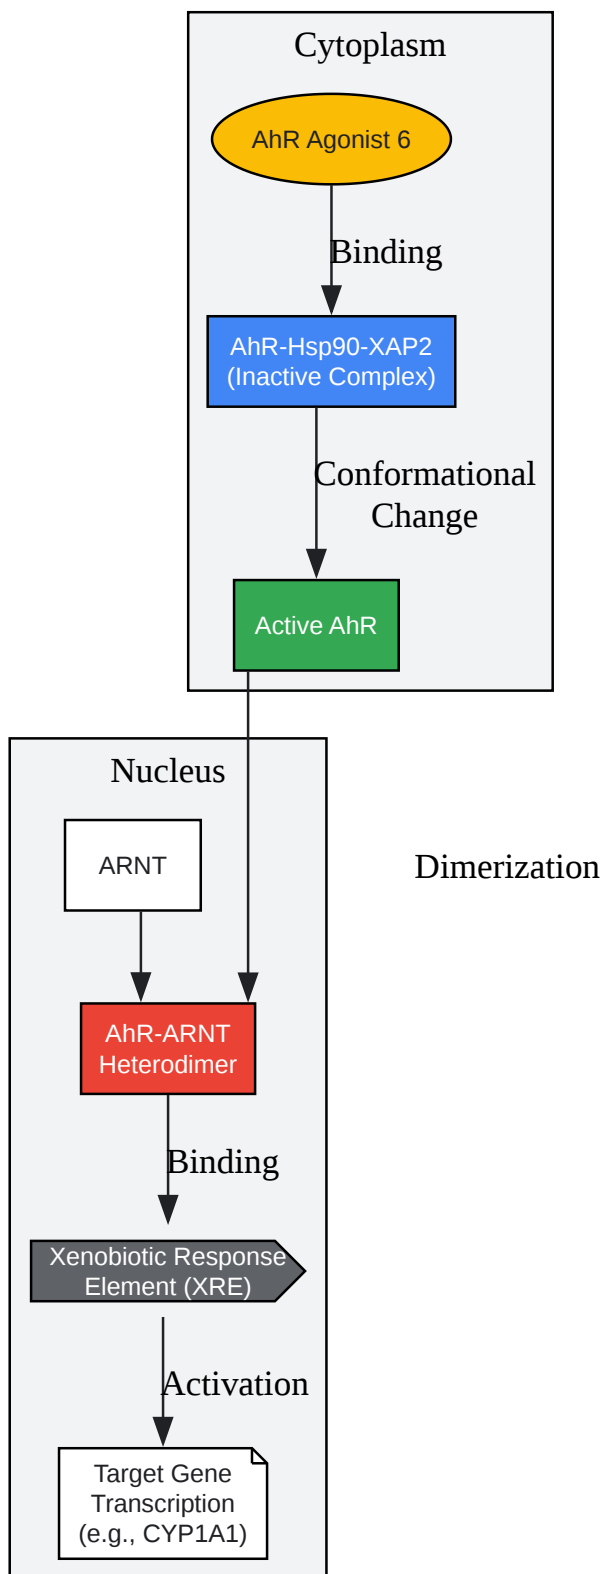 Cytoplasm
AhR Agonist 6
Binding
AhR-Hsp90-XAP2
(Inactive Complex)
Conformational
Change
Active AhR
Nucleus
ARNT
Dimerization
AhR-ARNT
Heterodimer
Binding
Xenobiotic Response
Element (XRE)
Activation
Target Gene
Transcription
(e.g., CYP1A1)